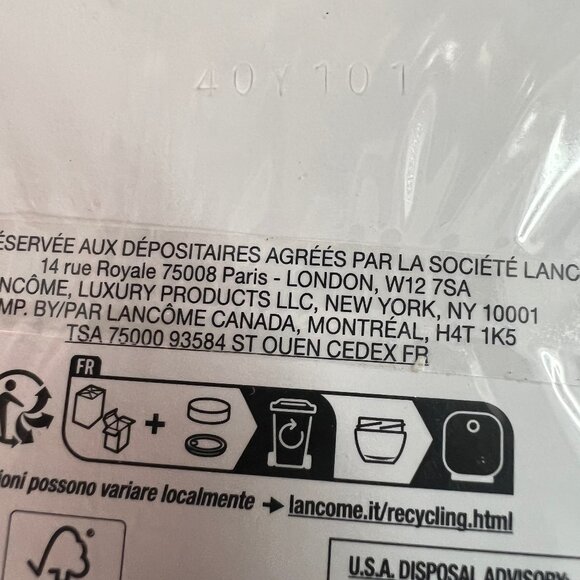 40Y101
ÉSERVÉE AUX DÉPOSITAIRES AGRÉÉS PAR LA SOCIÉTÉ LANC
14 rue Royale 75008 Paris - LONDON, W12 7SA
NCÔME, LUXURY PRODUCTS LLC, NEW YORK, NY 10001
MP. BY/PAR LANCÔME CANADA, MONTRÉAL, H4T 1K5
TSA 75000 93584 ST OUEN CEDEX FR
FR
+
ioni possono variare localmente → lancome.it/recycling.html
U.S.A. DISPOSAL ADVISORY: